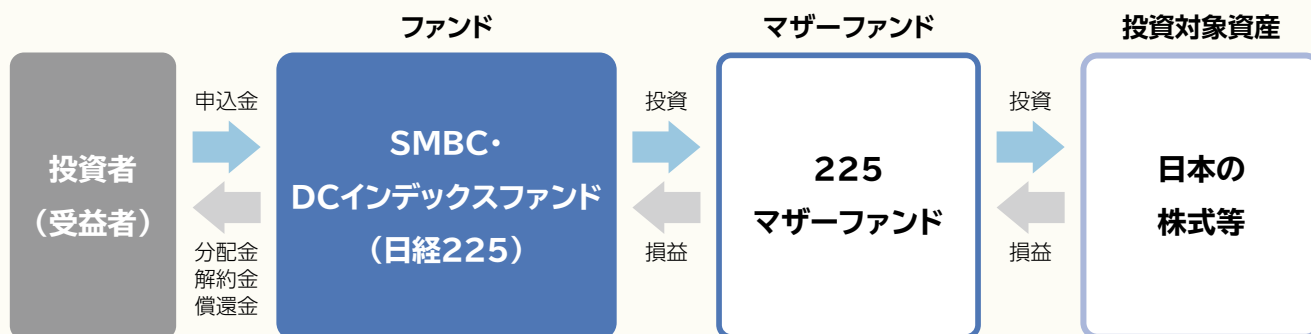 ファンド
マザーファンド
投資対象資産
投資者
（受益者）
申込金
分配金
解約金
償還金
SMBC・
DCインデックスファンド
（日経225）
投資
損益
225
マザーファンド
投資
損益
日本の
株式等